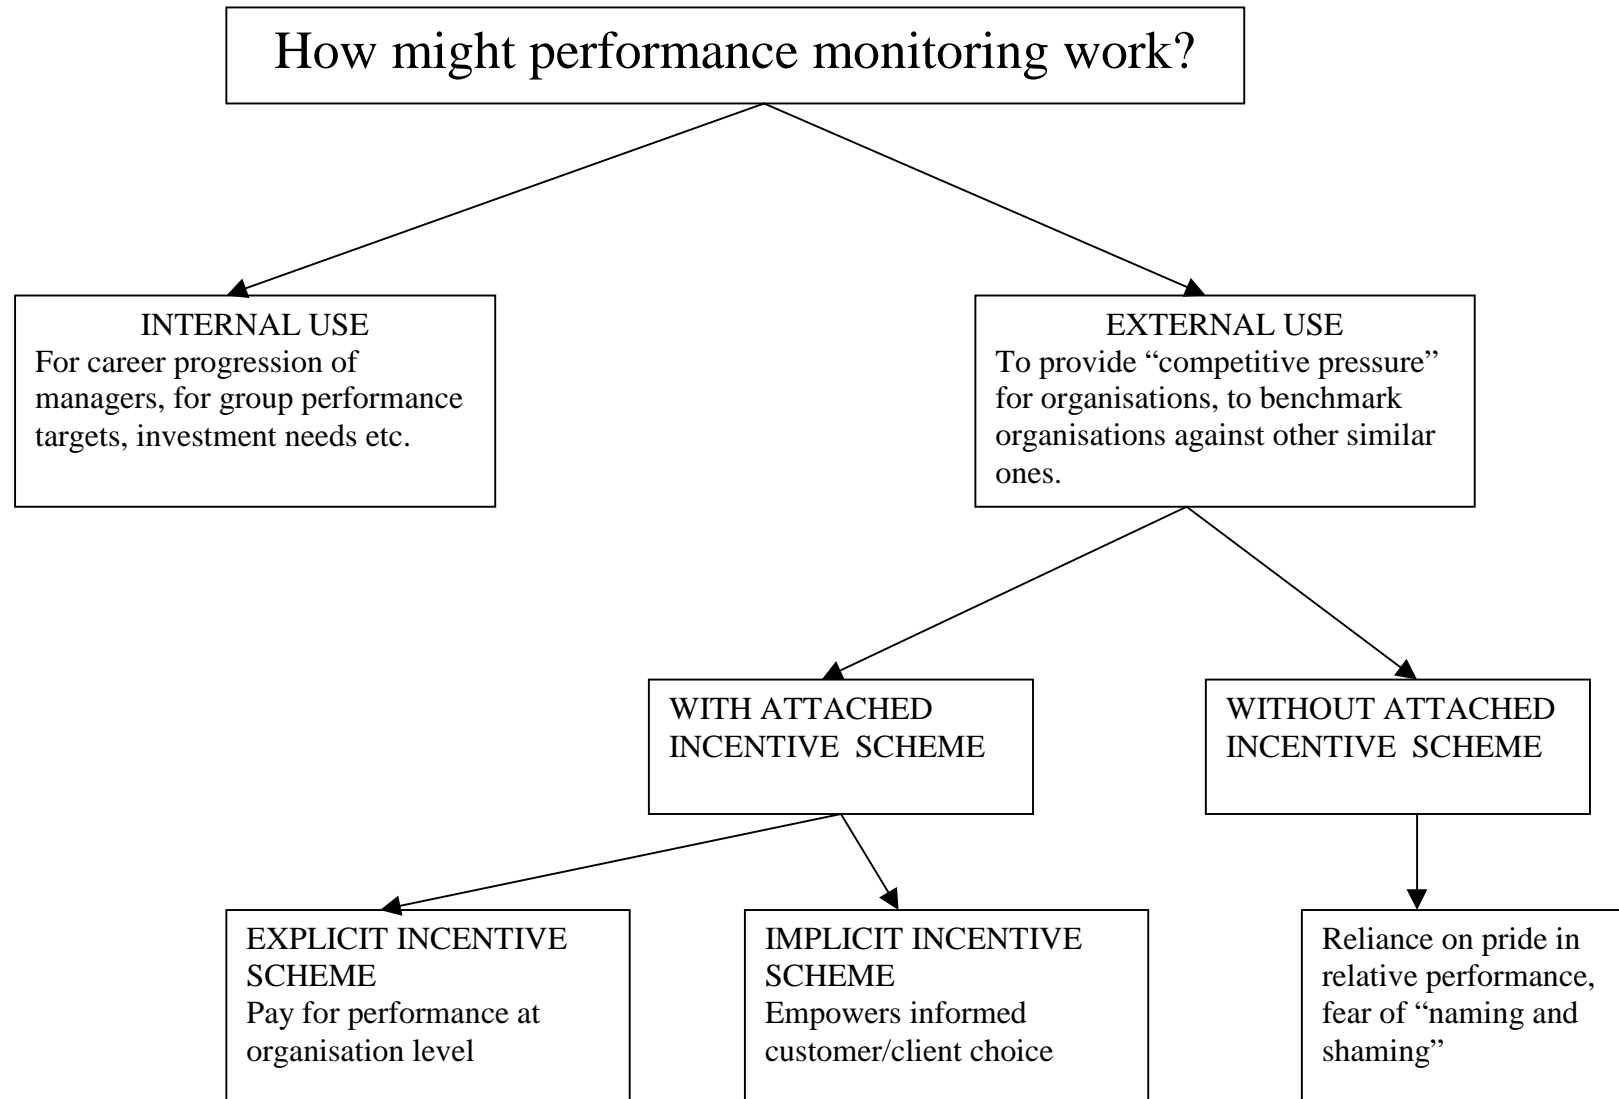 How might performance monitoring work?
INTERNAL USE
For career progression of
managers, for group performance
targets, investment needs etc.
EXTERNAL USE
To provide “competitive pressure”
for organisations, to benchmark
organisations against other similar
ones.
WITH ATTACHED
INCENTIVE  SCHEME
WITHOUT ATTACHED
INCENTIVE  SCHEME
EXPLICIT INCENTIVE
SCHEME
Pay for performance at
organisation level
IMPLICIT INCENTIVE
SCHEME
Empowers informed
customer/client choice
Reliance on pride in
relative performance,
fear of “naming and
shaming”